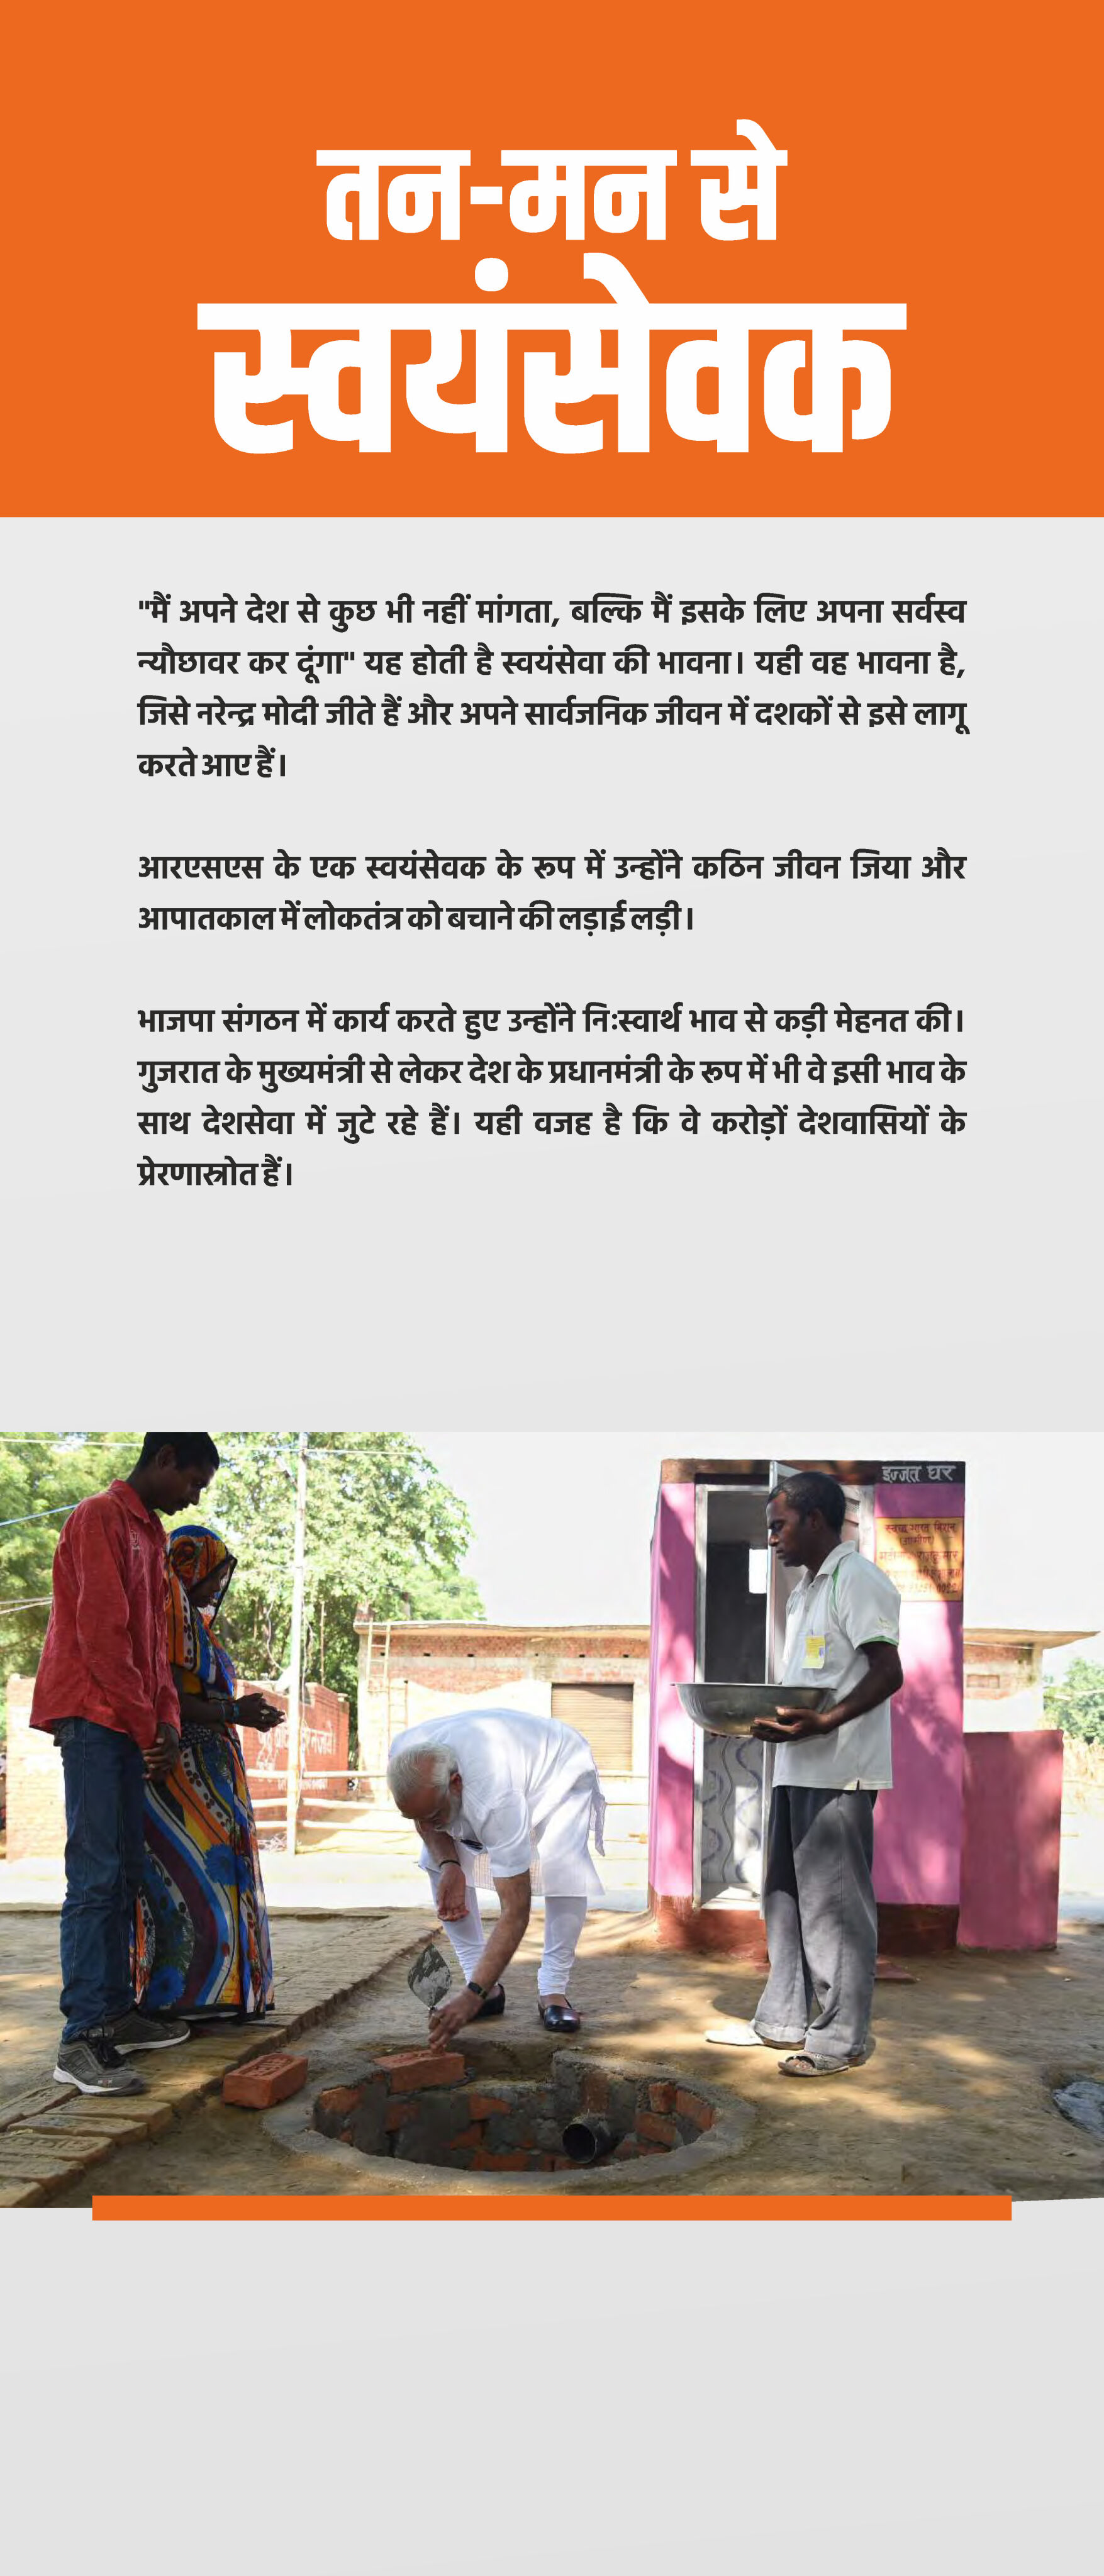 तन-मन से
स्वयंसेवक
"मैं अपने देश से कुछ भी नहीं मांगता, बल्कि मैं इसके लिए अपना सर्वस्व
न्यौछावर कर दूंगा" यह होती है स्वयंसेवा की भावना। यही वह भावना है,
जिसे नरेन्द्र मोदी जीते हैं और अपने सार्वजनिक जीवन में दशकों से इसे लागू
करते आए हैं।
आरएसएस के एक स्वयंसेवक के रूप में उन्होंने कठिन जीवन जिया और
आपातकाल में लोकतंत्र को बचाने की लड़ाई लड़ी।
भाजपा संगठन में कार्य करते हुए उन्होंने निःस्वार्थ भाव से कड़ी मेहनत की।
गुजरात के मुख्यमंत्री से लेकर देश के प्रधानमंत्री के रूप में भी वे इसी भाव के
साथ देशसेवा में जुटे रहे हैं। यही वजह है कि वे करोड़ों देशवासियों के
प्रेरणास्त्रोत हैं।
इज्जत घर
स्वच्छ भारत मिशन
(ग्रामीण)